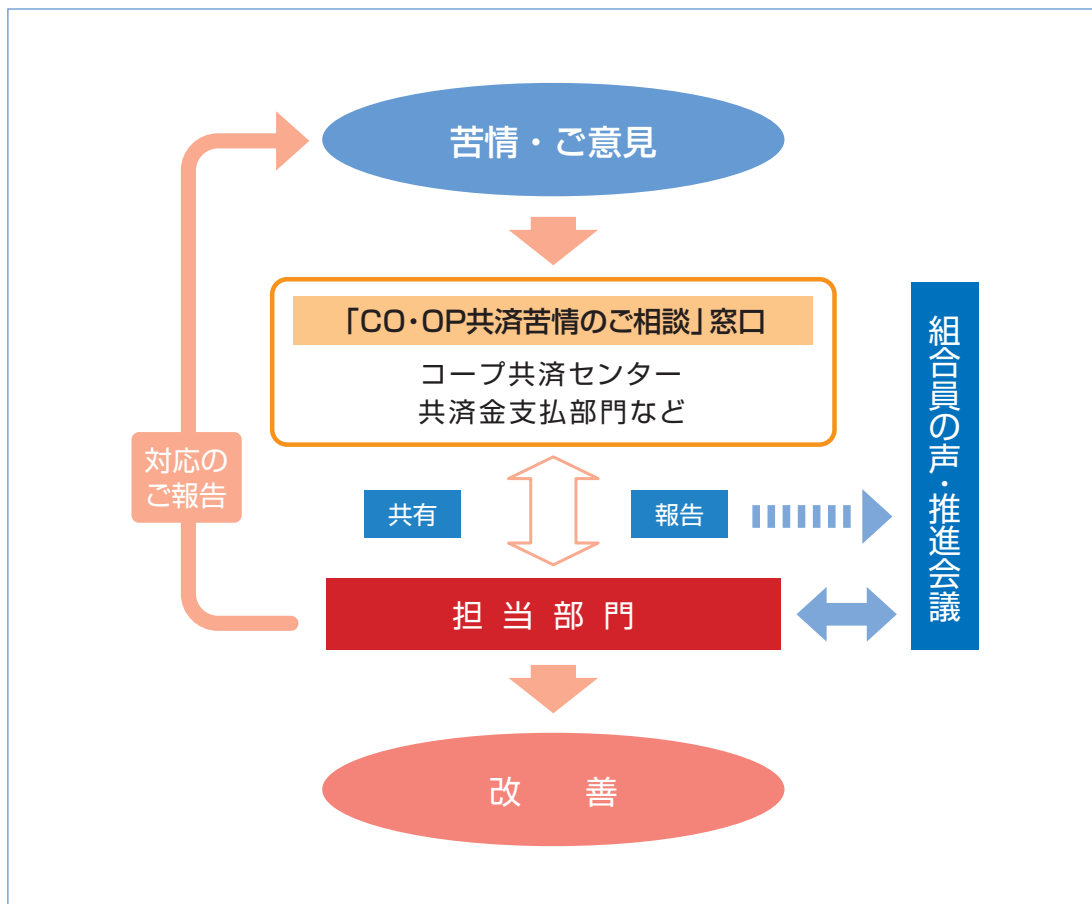 苦情・ご意見
「CO・OP共済苦情のご相談」窓口
コープ共済センター
共済金支払部門など
対応の
ご報告
共有
報告
組合員の声・推進会議
担当部門
改　善